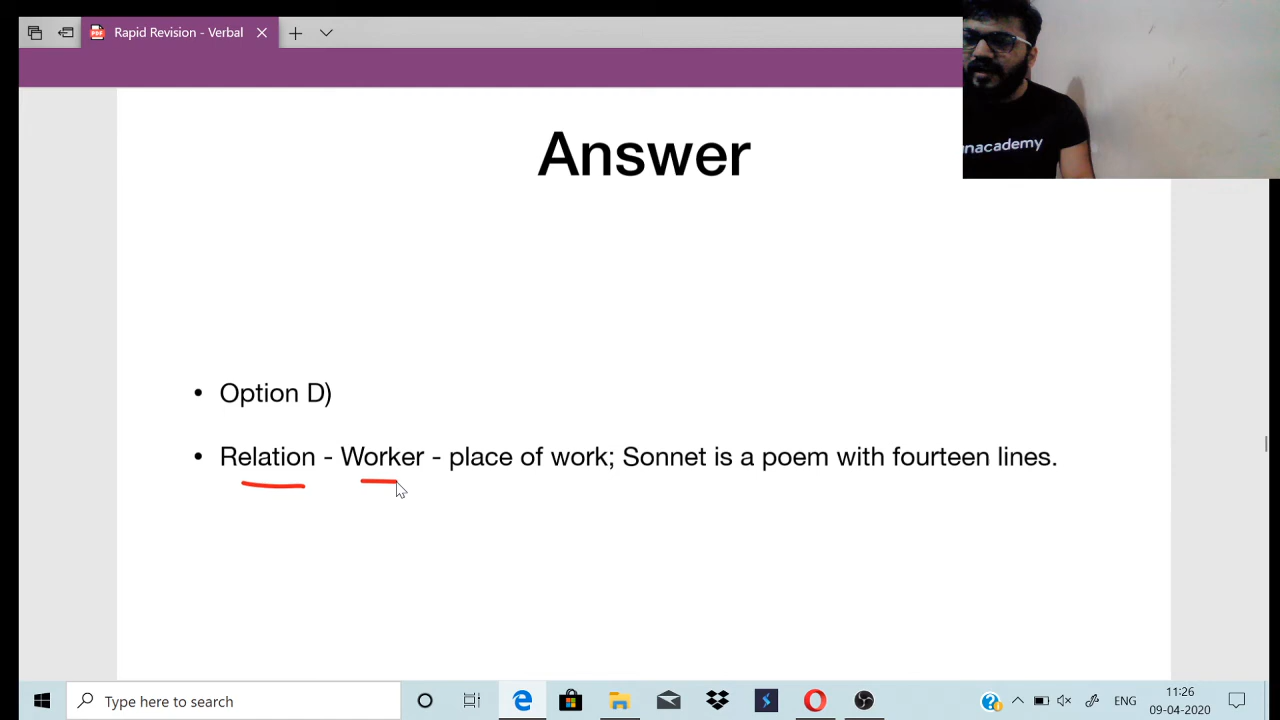 Rapid Revision - Verbal
nacademy
Answer
• Option D)
• Relation - Worker - place of work; Sonnet is a poem with fourteen lines.
Type here to search
ENG
11:26
09-04-2020